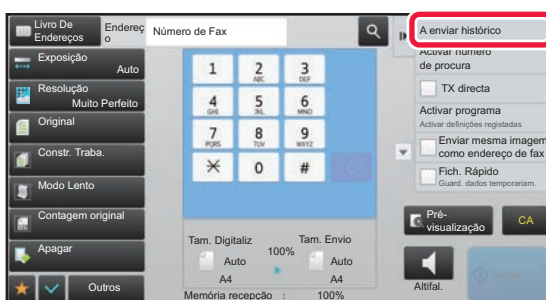 Livro De
Endereços
Endereç
o
Número de Fax
A enviar histórico
Activar número
de procura
Exposição
Auto
TX directa
Resolução
Muito Perfeito
Activar programa
Activar definições registadas
Original
Enviar mesma imagem
como endereço de fax
Constr. Traba.
Fich. Rápido
Guard. dados temporariam.
Modo Lento
Contagem original
Apagar
Outros
1
2
ABC
3
DEF
4
GHI
5
JKL
6
MNO
7
PQRS
8
TUV
9
WXYZ
0
#
C
Tam. Digitaliz
100%
Tam. Envio
Auto
A4
Auto
A4
Memória recepção : 100%
Pré-
visualização
CA
Altifal.